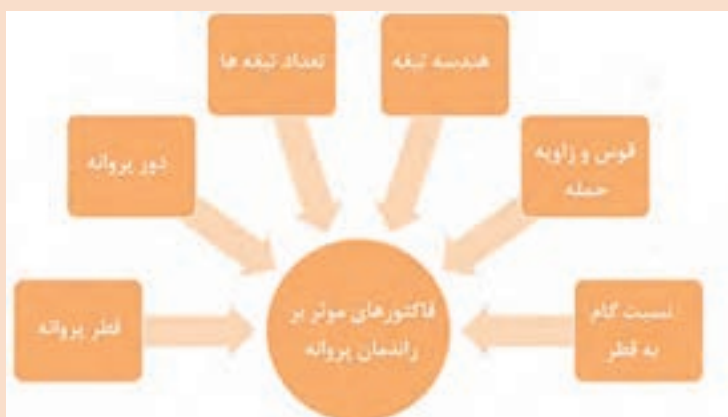 هندسه تیغه
تعداد تیغه ها
قوس و زاویه
حمله
دور پروانه
نسبت گام
به قطر
قطر پروانه
فاکتورهای موثر بر
راندمان پروانه